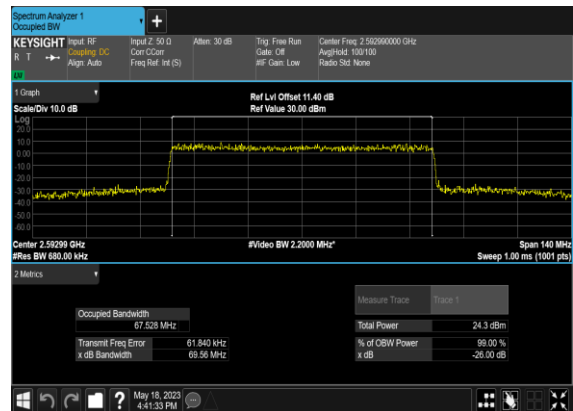 Spectrum Analyzer 1
Occupied BW
+
KEYSIGHT Input: RF Input Z: 50 Ω Atten: 30 dB Trig: Free Run Center Freq: 2.592990000 GHz
R T Coupling: DC Corr CCorr Gate: Off Avg|Hold: 100/100
Align: Auto Freq Ref: Int (S) #IF Gain: Low Radio Std: None
1 Graph
Ref Lvl Offset 11.40 dB
Scale/Div 10.0 dB Ref Value 30.00 dBm
Log
20.0
10.0
0.00
-10.0
-20.0
-30.0
-40.0
-50.0
-60.0
Center 2.59299 GHz #Video BW 2.2000 MHz* Span 140 MHz
#Res BW 680.00 kHz Sweep 1.00 ms (1001 pts)
2 Metrics
Measure Trace Trace 1
Occupied Bandwidth
67.528 MHz Total Power 24.3 dBm
Transmit Freq Error 61.840 kHz % of OBW Power 99.00 %
x dB Bandwidth 69.56 MHz x dB -26.00 dB
? May 18, 2023
4:41:33 PM